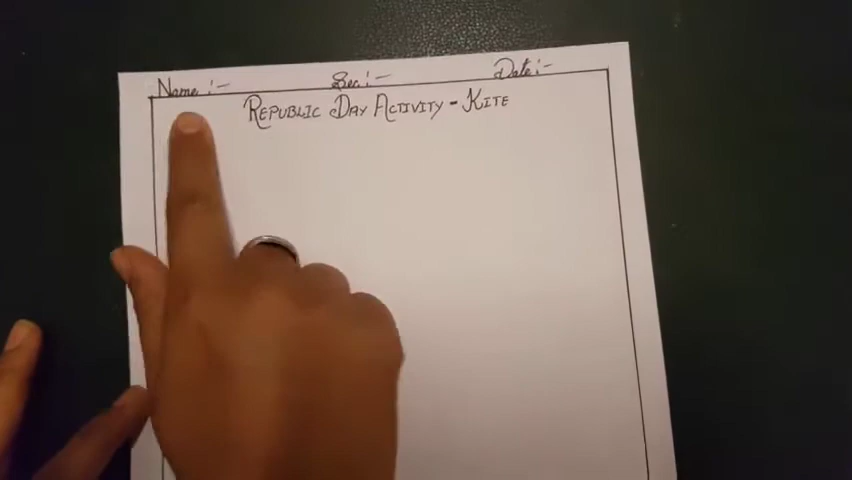 Name :- Sec :- Date :-
REPUBLIC DAY ACTIVITY - KITE